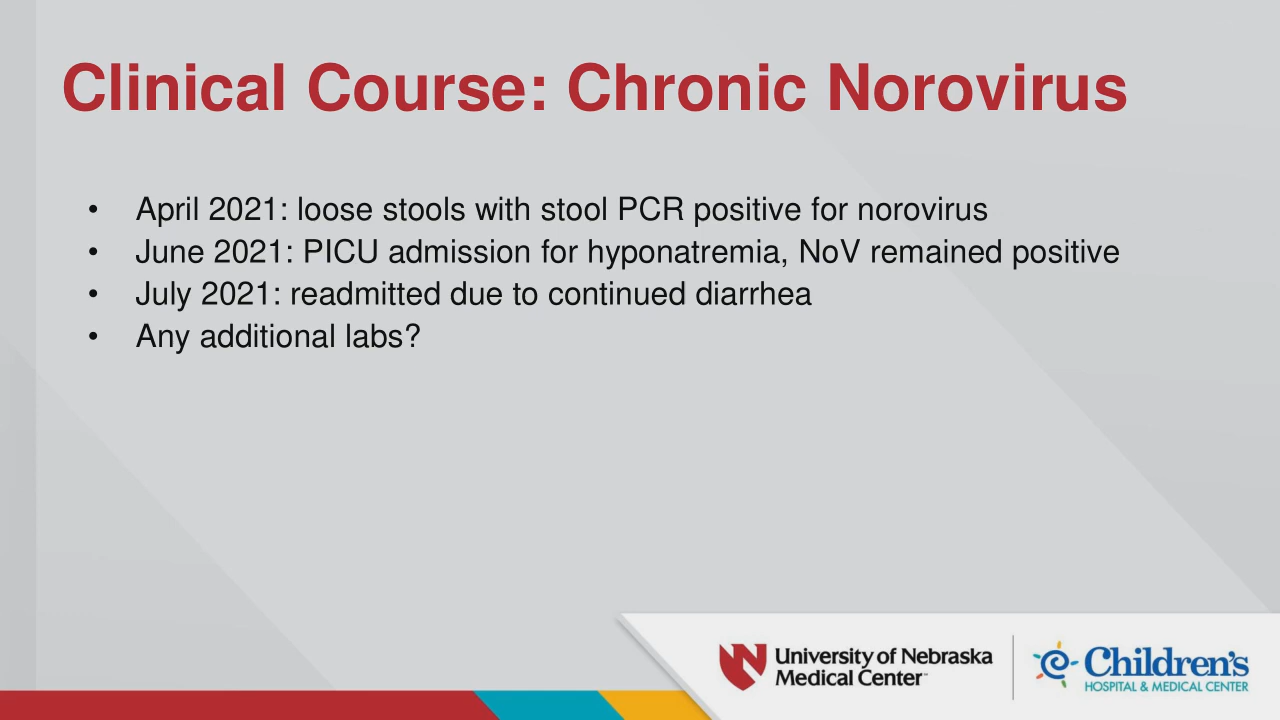 Clinical Course: Chronic Norovirus
• April 2021: loose stools with stool PCR positive for norovirus
• June 2021: PICU admission for hyponatremia, NoV remained positive
• July 2021: readmitted due to continued diarrhea
• Any additional labs?
University of Nebraska
Medical Center
Children's
HOSPITAL & MEDICAL CENTER